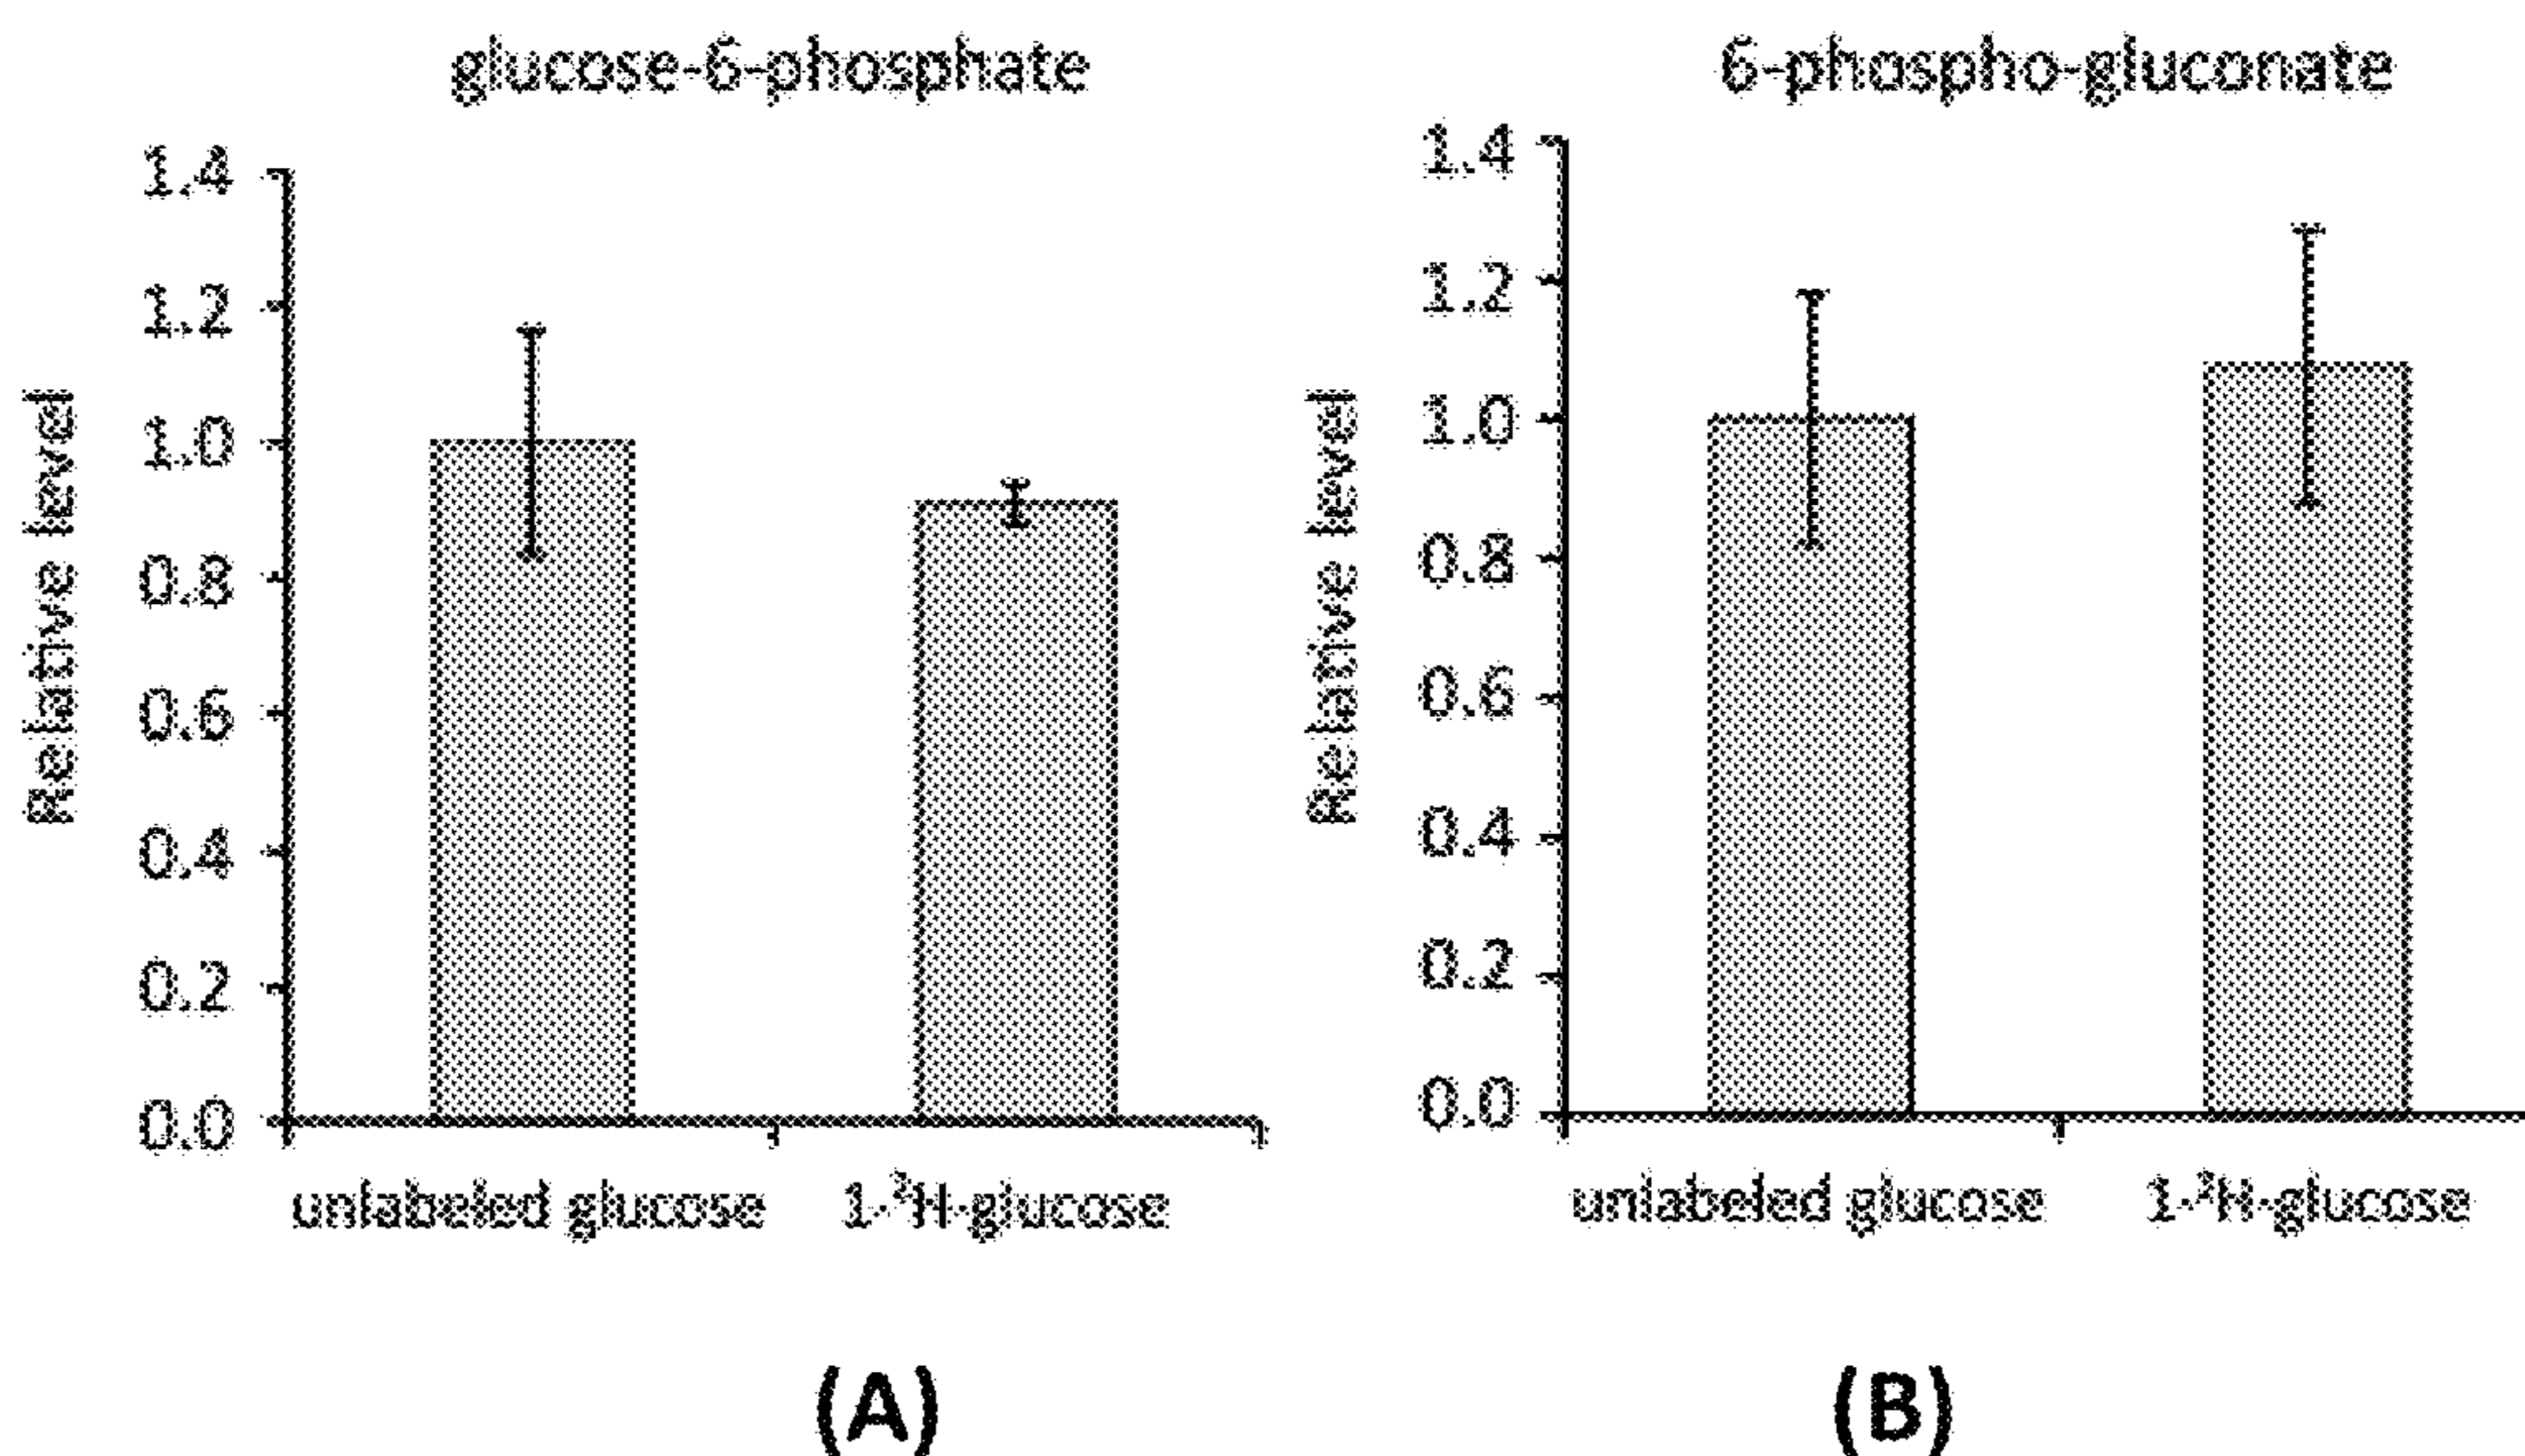 glucose-6-phosphate
Relative level
1.4
1.2
1.0
0.8
0.6
0.4
0.2
0.0
unlabeled glucose
1-²H-glucose
(A)
6-phospho-gluconate
Relative level
1.4
1.2
1.0
0.8
0.6
0.4
0.2
0.0
unlabeled glucose
1-²H-glucose
(B)